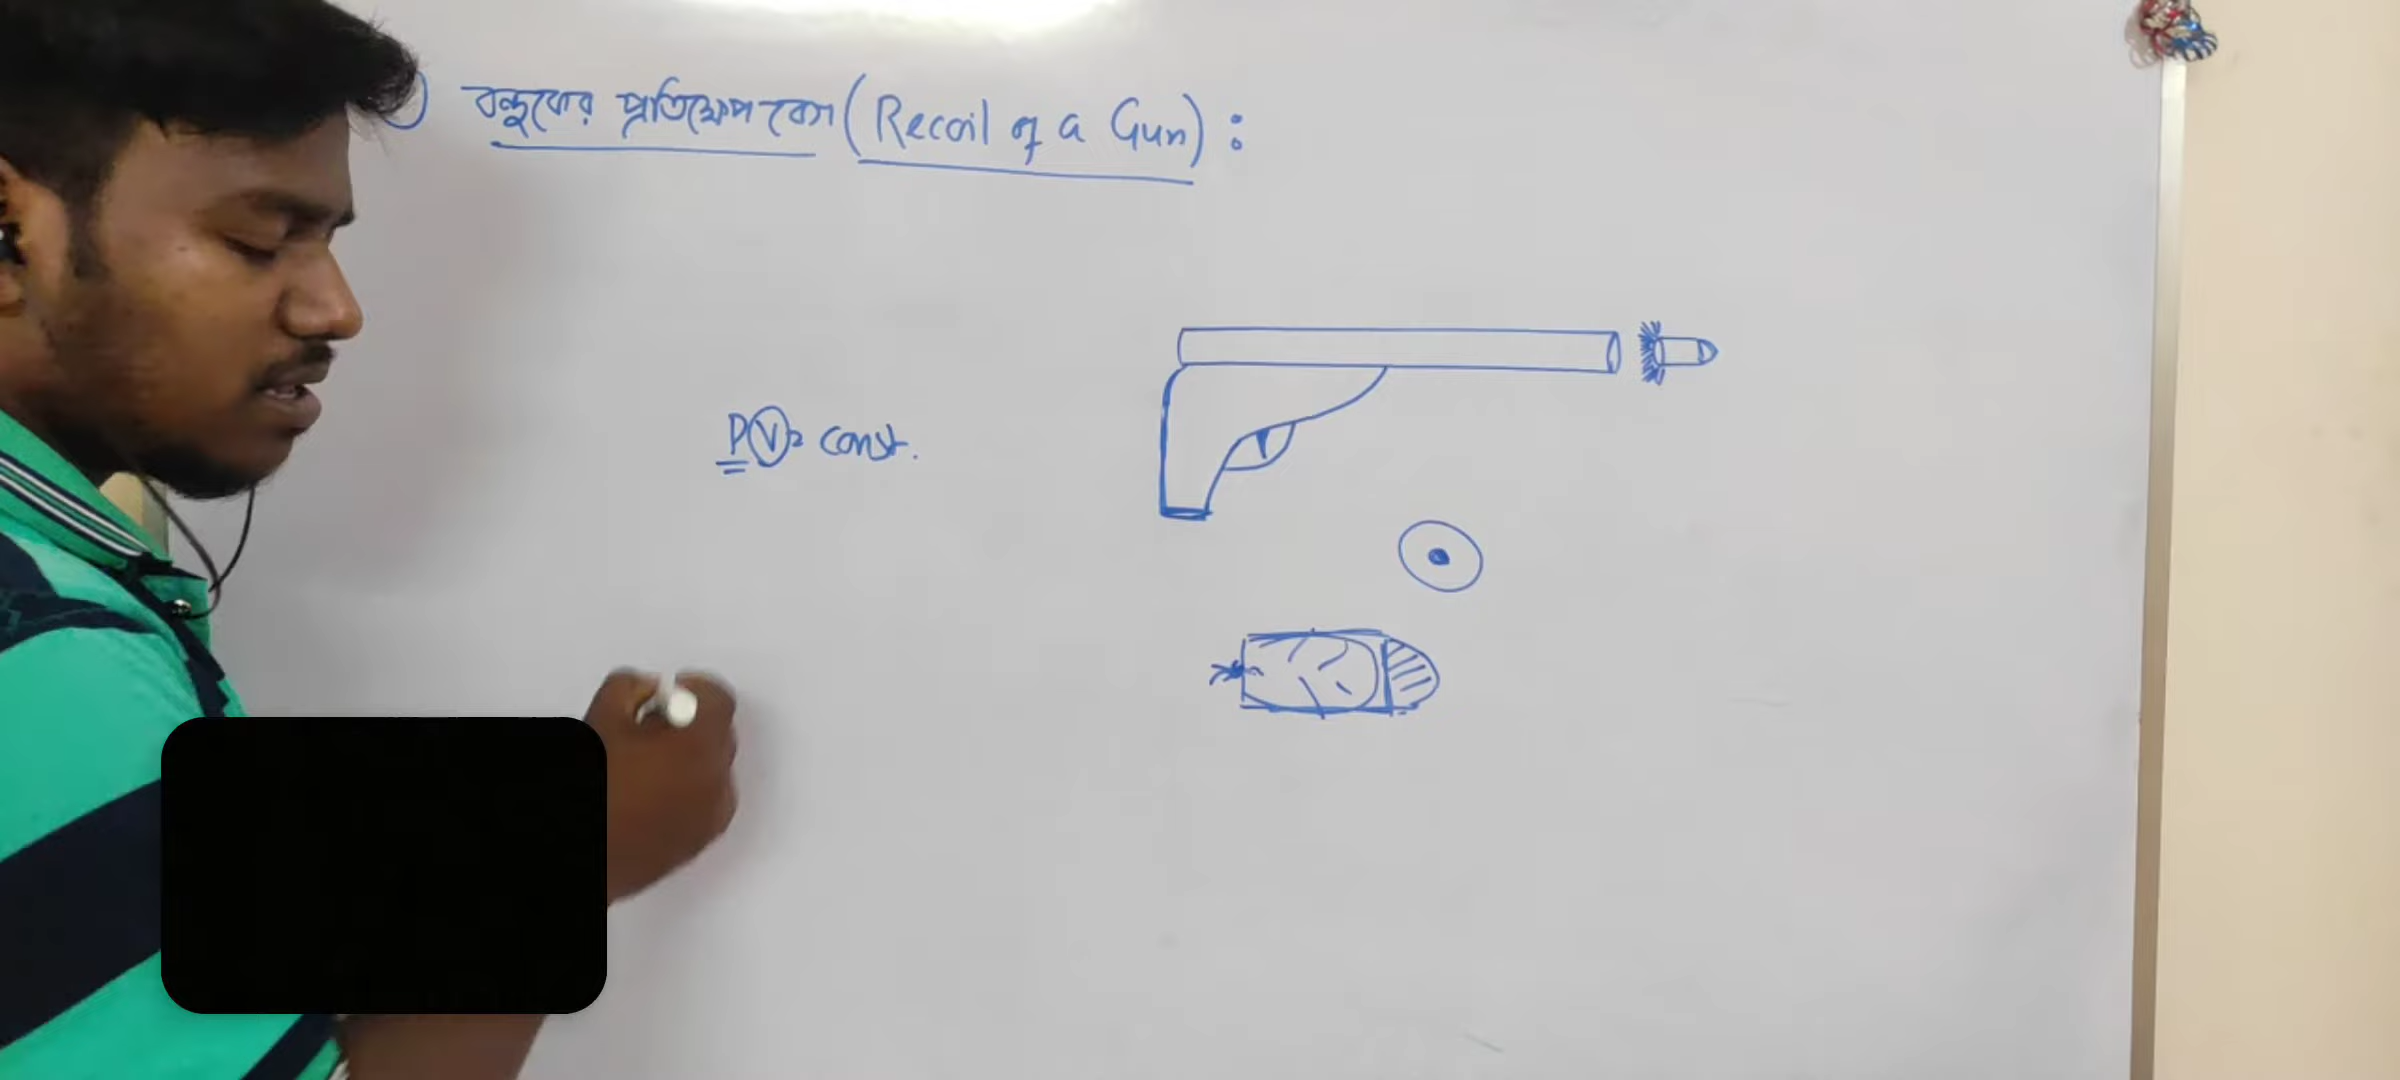 ) বন্দুকের প্রতিক্ষেপ বেগ (Recoil of a Gun) :
PV = const.